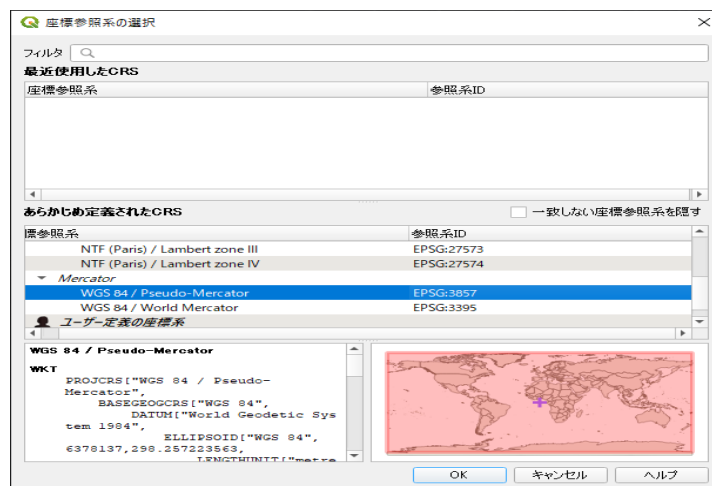 座標参照系の選択
フィルタ
最近使用したCRS
座標参照系 参照系ID
あらかじめ定義されたCRS 一致しない座標参照系を隠す
標参照系 参照系ID
NTF (Paris) / Lambert zone III EPSG:27573
NTF (Paris) / Lambert zone IV EPSG:27574
Mercator
WGS 84 / Pseudo-Mercator EPSG:3857
WGS 84 / World Mercator EPSG:3395
ユーザー定義の座標系
WGS 84 / Pseudo-Mercator
WKT
PROJCRS["WGS 84 / Pseudo-
Mercator",
BASEGEOGCRS["WGS 84",
DATUM["World Geodetic Sys
tem 1984",
ELLIPSOID["WGS 84",
6378137,298.257223563,
LENGTHUNIT["metre
OK キャンセル ヘルプ